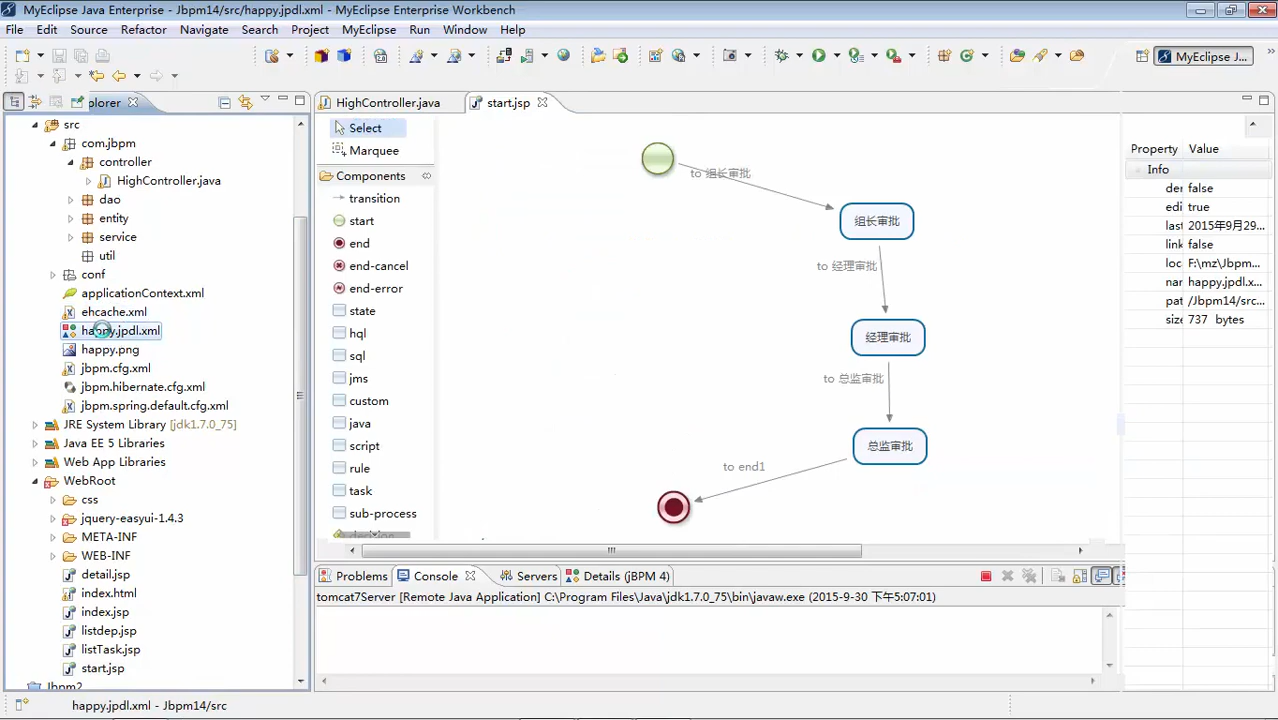 MyEclipse Java Enterprise - Jbpm14/src/happy.jpdl.xml - MyEclipse Enterprise Workbench
File Edit Source Refactor Navigate Search Project MyEclipse Run Window Help
MyEclipse J...
plorer
HighController.java
start.jsp
src
com.jbpm
controller
HighController.java
dao
entity
service
util
conf
applicationContext.xml
ehcache.xml
happy.jpdl.xml
happy.png
jbpm.cfg.xml
jbpm.hibernate.cfg.xml
jbpm.spring.default.cfg.xml
JRE System Library [jdk1.7.0_75]
Java EE 5 Libraries
Web App Libraries
WebRoot
css
jquery-easyui-1.4.3
META-INF
WEB-INF
detail.jsp
index.html
index.jsp
listdep.jsp
listTask.jsp
start.jsp
Jbpm2
Select
Marquee
Components
transition
start
end
end-cancel
end-error
state
hql
sql
jms
custom
java
script
rule
task
sub-process
decision
to 组长审批
组长审批
to 经理审批
经理审批
to 总监审批
总监审批
to end1
Property Value
Info
der false
edi true
last 2015年9月29...
link false
loc F:\mz\Jbpm...
nar happy.jpdl.x...
pat /Jbpm14/src...
size 737 bytes
Problems Console Servers Details (jBPM 4)
tomcat7Server [Remote Java Application] C:\Program Files\Java\jdk1.7.0_75\bin\javaw.exe (2015-9-30 下午5:07:01)
happy.jpdl.xml - Jbpm14/src